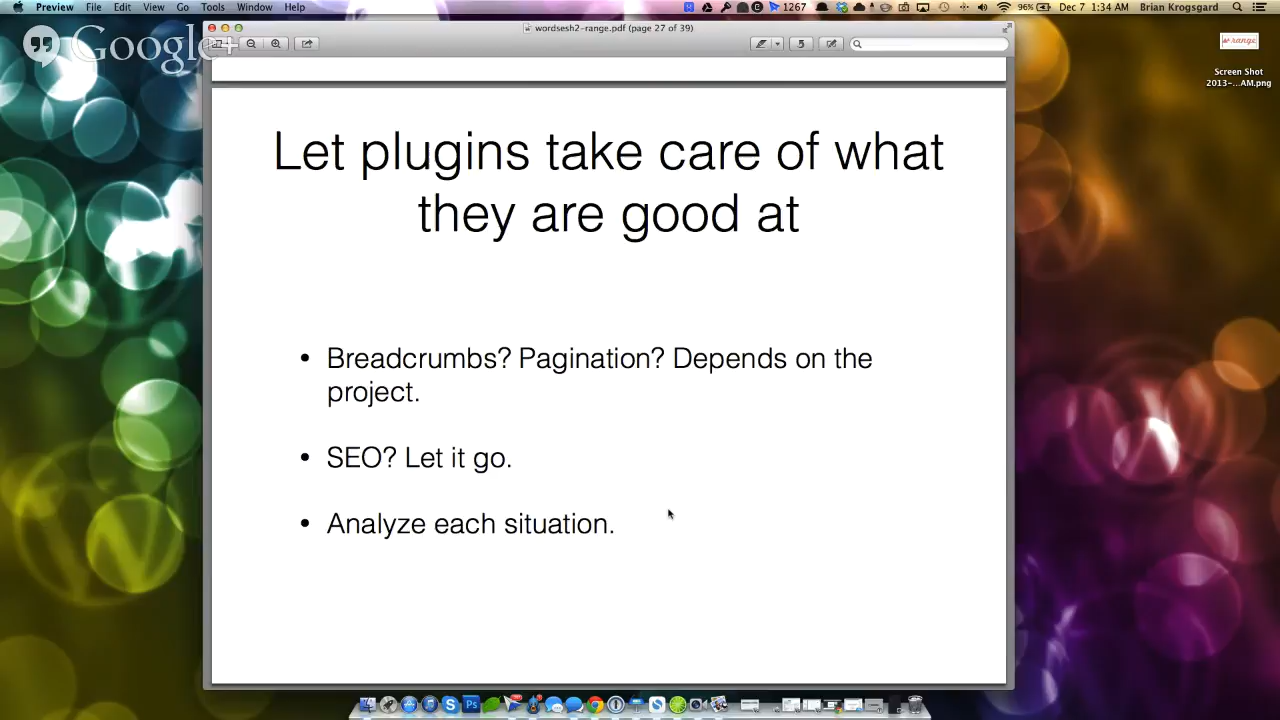 Preview File Edit View Go Tools Window Help 1267 96% Dec 7 1:34 AM Brian Krogsgard
wordsesh2-range.pdf (page 27 of 39)
Google+
5
range
Screen Shot
2013-...AM.png
Let plugins take care of what
they are good at
• Breadcrumbs? Pagination? Depends on the
project.
• SEO? Let it go.
• Analyze each situation.
Ps